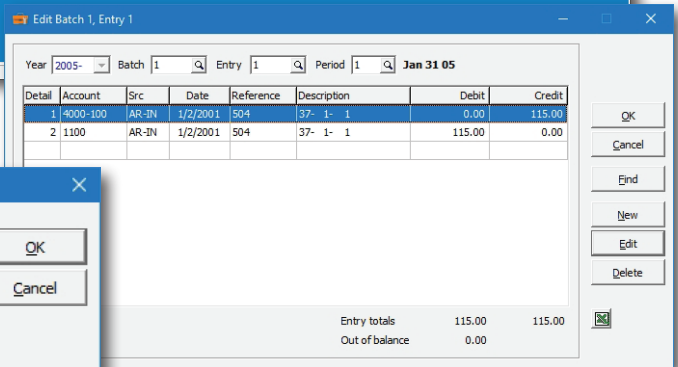 Edit Batch 1, Entry 1
Year 2005- Batch 1 Entry 1 Period 1 Jan 31 05
Detail Account Src Date Reference Description Debit Credit
1 4000-100 AR-IN 1/2/2001 504 37- 1- 1 0.00 115.00
2 1100 AR-IN 1/2/2001 504 37- 1- 1 115.00 0.00
Entry totals 115.00 115.00
Out of balance 0.00
OK
Cancel
Find
New
Edit
Delete
OK
Cancel